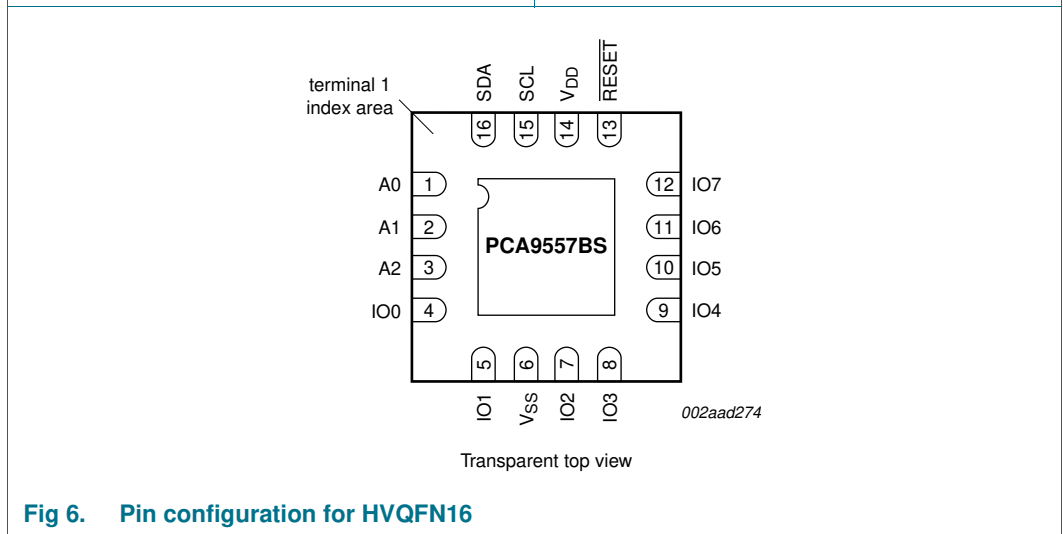 terminal 1
index area
SDA
SCL
VDD
RESET
16
15
14
13
A0 1
12 IO7
A1 2
11 IO6
A2 3
10 IO5
IO0 4
9 IO4
PCA9557BS
5
6
7
8
IO1
VSS
IO2
IO3
002aad274
Transparent top view
Fig 6. Pin configuration for HVQFN16